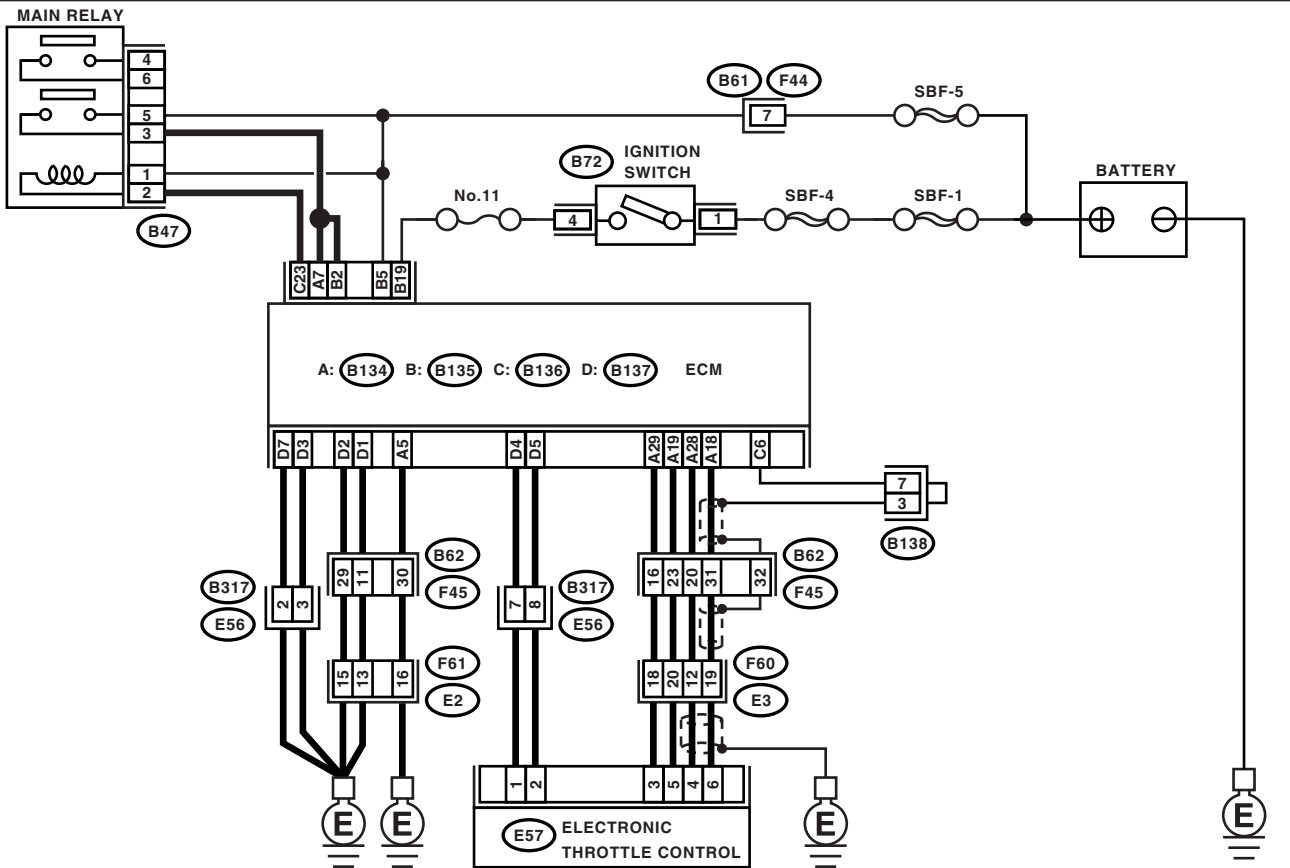 MAIN RELAY
4
6
5
3
1
2
B47
B61 F44
7
SBF-5
B72 IGNITION
SWITCH
No.11
4
1
SBF-4 SBF-1
BATTERY
C23 A7 B2 B5 B19
A: B134 B: B135 C: B136 D: B137 ECM
D7 D3 D2 D1 A5 D4 D5 A29 A19 A28 A18 C6
7
3
B138
29 11 30
B62
F45
16 23 20 31 32
B62
F45
B317
E56
2 3
7 8
B317
E56
15 13 16
F61
E2
18 20 12 19
F60
E3
1 2 3 5 4 6
E E E E
E57 ELECTRONIC
THROTTLE CONTROL